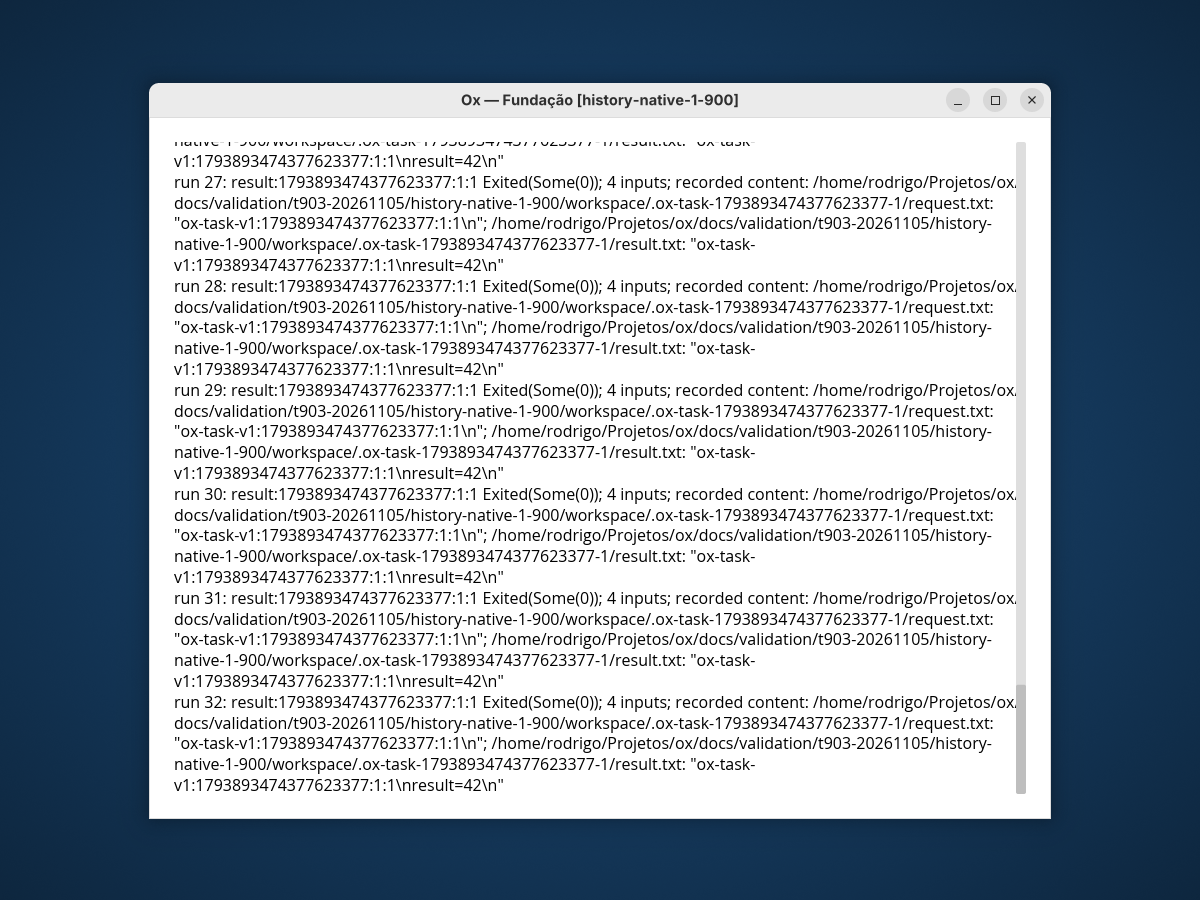 Ox — Fundação [history-native-1-900]
native-1-900/workspace/.ox-task-1793893474377623377-1/result.txt: "ox-task-
v1:1793893474377623377:1:1\nresult=42\n"
run 27: result:1793893474377623377:1:1 Exited(Some(0)); 4 inputs; recorded content: /home/rodrigo/Projetos/ox/
docs/validation/t903-20261105/history-native-1-900/workspace/.ox-task-1793893474377623377-1/request.txt:
"ox-task-v1:1793893474377623377:1:1\n"; /home/rodrigo/Projetos/ox/docs/validation/t903-20261105/history-
native-1-900/workspace/.ox-task-1793893474377623377-1/result.txt: "ox-task-
v1:1793893474377623377:1:1\nresult=42\n"
run 28: result:1793893474377623377:1:1 Exited(Some(0)); 4 inputs; recorded content: /home/rodrigo/Projetos/ox/
docs/validation/t903-20261105/history-native-1-900/workspace/.ox-task-1793893474377623377-1/request.txt:
"ox-task-v1:1793893474377623377:1:1\n"; /home/rodrigo/Projetos/ox/docs/validation/t903-20261105/history-
native-1-900/workspace/.ox-task-1793893474377623377-1/result.txt: "ox-task-
v1:1793893474377623377:1:1\nresult=42\n"
run 29: result:1793893474377623377:1:1 Exited(Some(0)); 4 inputs; recorded content: /home/rodrigo/Projetos/ox/
docs/validation/t903-20261105/history-native-1-900/workspace/.ox-task-1793893474377623377-1/request.txt:
"ox-task-v1:1793893474377623377:1:1\n"; /home/rodrigo/Projetos/ox/docs/validation/t903-20261105/history-
native-1-900/workspace/.ox-task-1793893474377623377-1/result.txt: "ox-task-
v1:1793893474377623377:1:1\nresult=42\n"
run 30: result:1793893474377623377:1:1 Exited(Some(0)); 4 inputs; recorded content: /home/rodrigo/Projetos/ox/
docs/validation/t903-20261105/history-native-1-900/workspace/.ox-task-1793893474377623377-1/request.txt:
"ox-task-v1:1793893474377623377:1:1\n"; /home/rodrigo/Projetos/ox/docs/validation/t903-20261105/history-
native-1-900/workspace/.ox-task-1793893474377623377-1/result.txt: "ox-task-
v1:1793893474377623377:1:1\nresult=42\n"
run 31: result:1793893474377623377:1:1 Exited(Some(0)); 4 inputs; recorded content: /home/rodrigo/Projetos/ox/
docs/validation/t903-20261105/history-native-1-900/workspace/.ox-task-1793893474377623377-1/request.txt:
"ox-task-v1:1793893474377623377:1:1\n"; /home/rodrigo/Projetos/ox/docs/validation/t903-20261105/history-
native-1-900/workspace/.ox-task-1793893474377623377-1/result.txt: "ox-task-
v1:1793893474377623377:1:1\nresult=42\n"
run 32: result:1793893474377623377:1:1 Exited(Some(0)); 4 inputs; recorded content: /home/rodrigo/Projetos/ox/
docs/validation/t903-20261105/history-native-1-900/workspace/.ox-task-1793893474377623377-1/request.txt:
"ox-task-v1:1793893474377623377:1:1\n"; /home/rodrigo/Projetos/ox/docs/validation/t903-20261105/history-
native-1-900/workspace/.ox-task-1793893474377623377-1/result.txt: "ox-task-
v1:1793893474377623377:1:1\nresult=42\n"